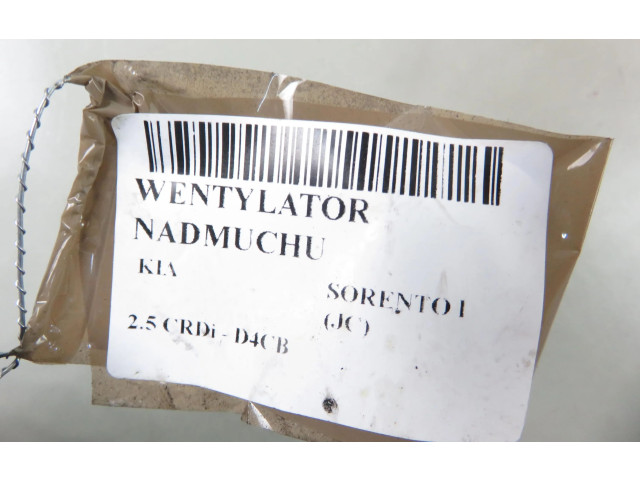 WENTYLATOR
NADMUCHU
KIA
SORENTO I
(JC)
2.5 CRDi - D4CB